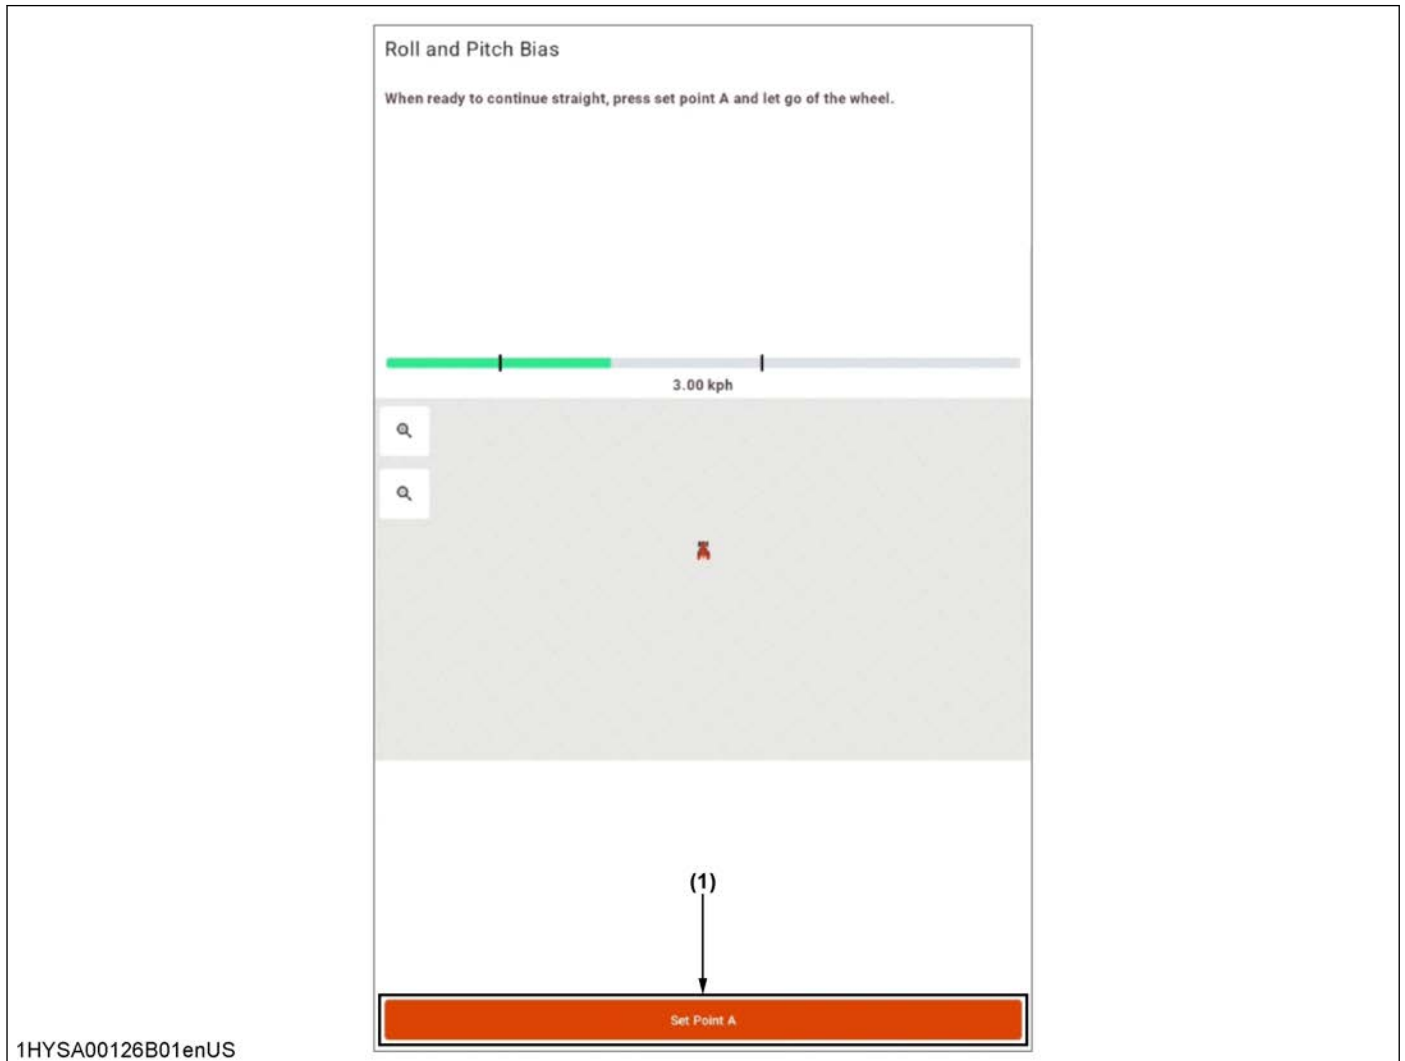 Roll and Pitch Bias
When ready to continue straight, press set point A and let go of the wheel.
3.00 kph
(1)
Set Point A
1HYSA00126B01enUS